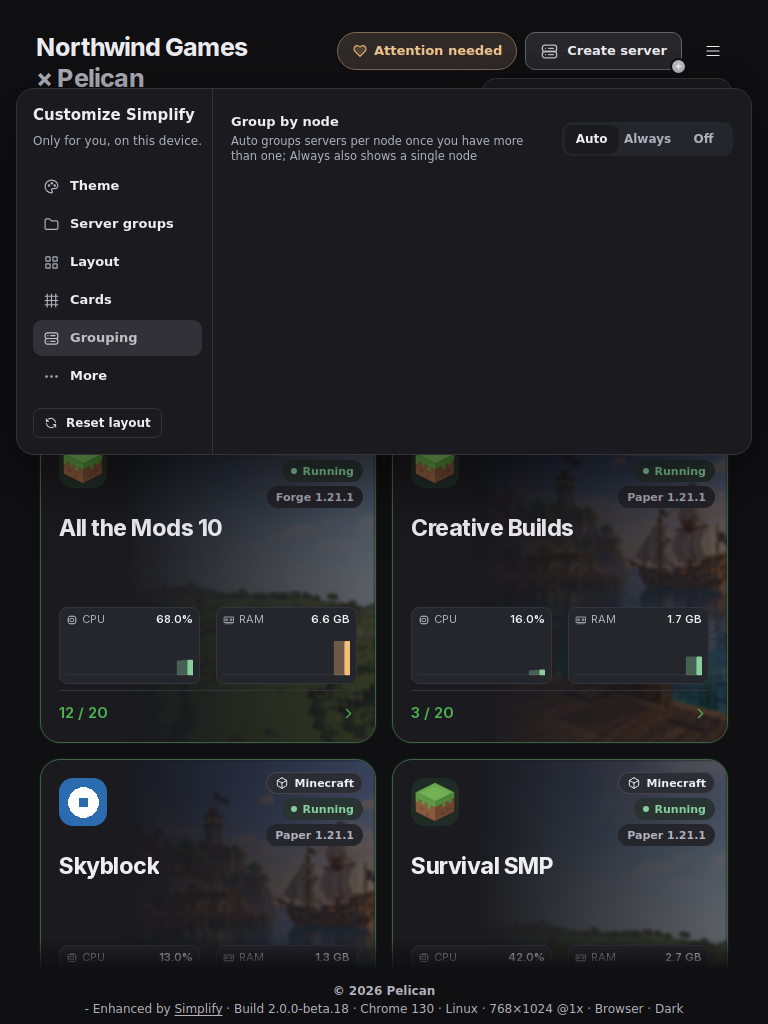 Northwind Games
× Pelican
Attention needed
Create server
Customize Simplify
Only for you, on this device.
Theme
Server groups
Layout
Cards
Grouping
More
Reset layout
Group by node
Auto groups servers per node once you have more
than one; Always also shows a single node
Auto
Always
Off
Running
Forge 1.21.1
All the Mods 10
CPU 68.0%
RAM 6.6 GB
12 / 20
Running
Paper 1.21.1
Creative Builds
CPU 16.0%
RAM 1.7 GB
3 / 20
Minecraft
Running
Paper 1.21.1
Skyblock
CPU 13.0%
RAM 1.3 GB
Minecraft
Running
Paper 1.21.1
Survival SMP
CPU 42.0%
RAM 2.7 GB
© 2026 Pelican
- Enhanced by Simplify · Build 2.0.0-beta.18 · Chrome 130 · Linux · 768×1024 @1x · Browser · Dark